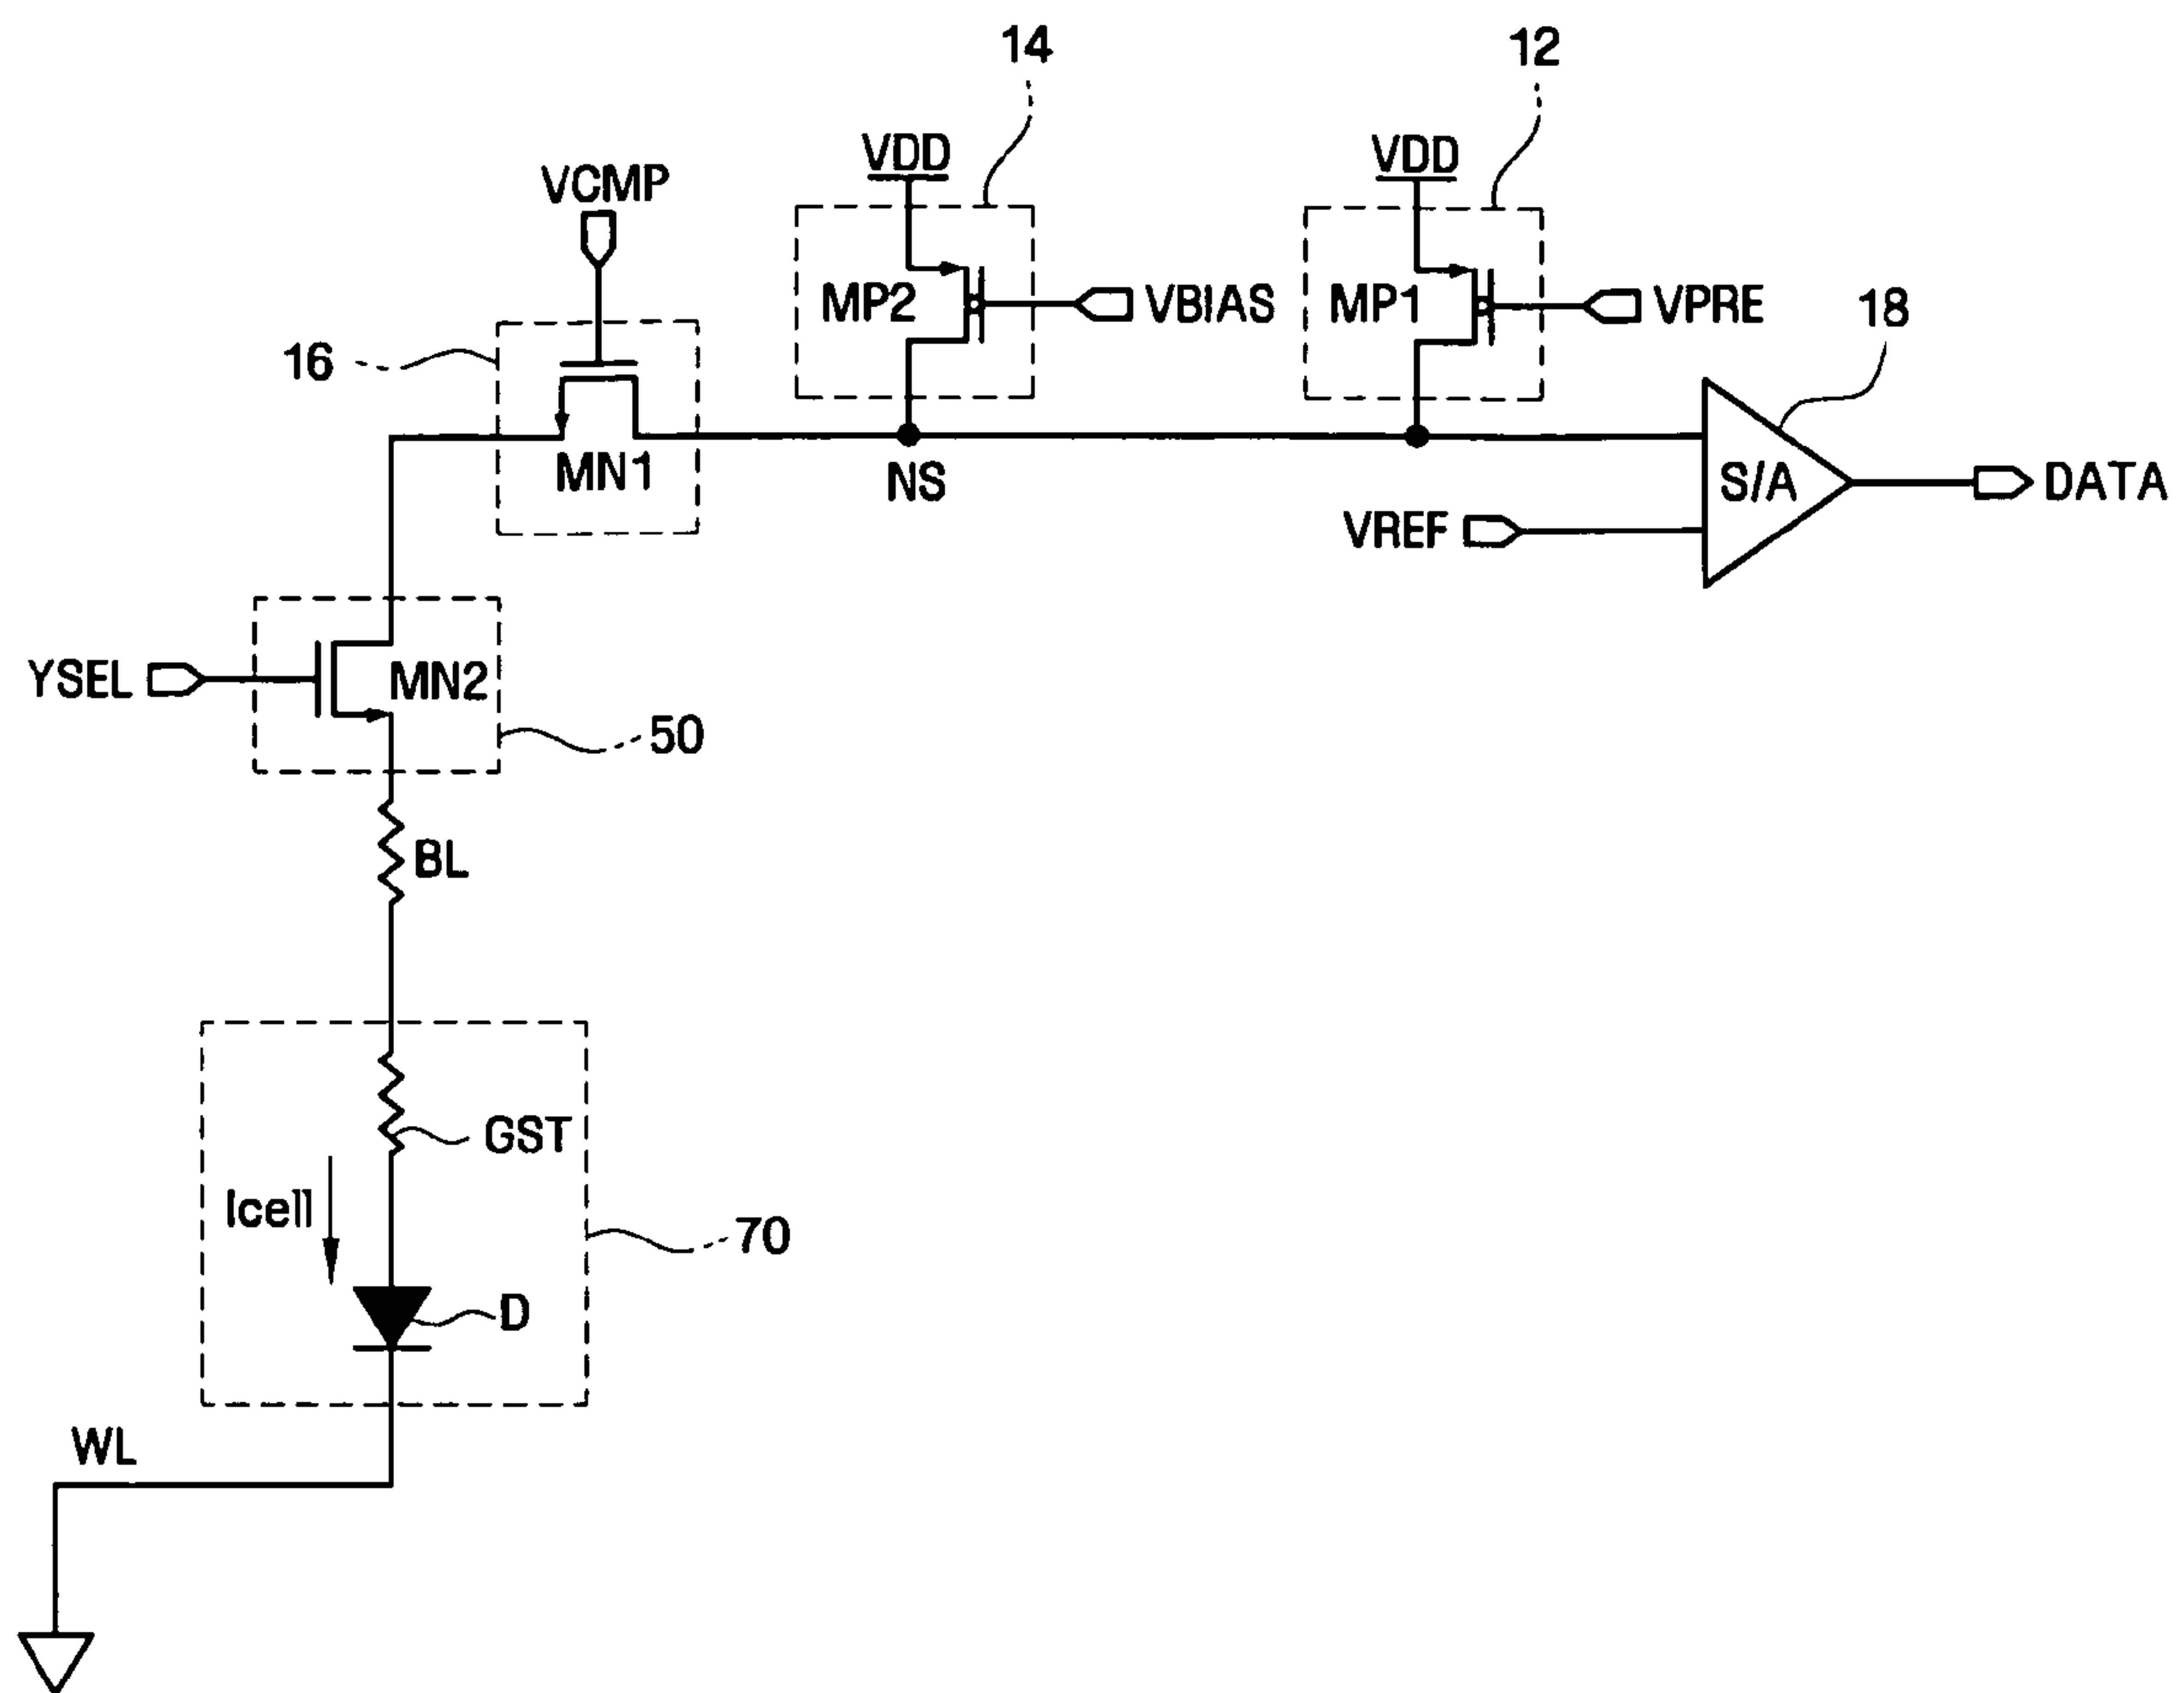 14
12
VDD
VDD
VCMP
MP2
VBIAS
MP1
VPRE
18
16
MN1
NS
S/A
DATA
VREF
YSEL
MN2
50
BL
GST
Icell
70
D
WL